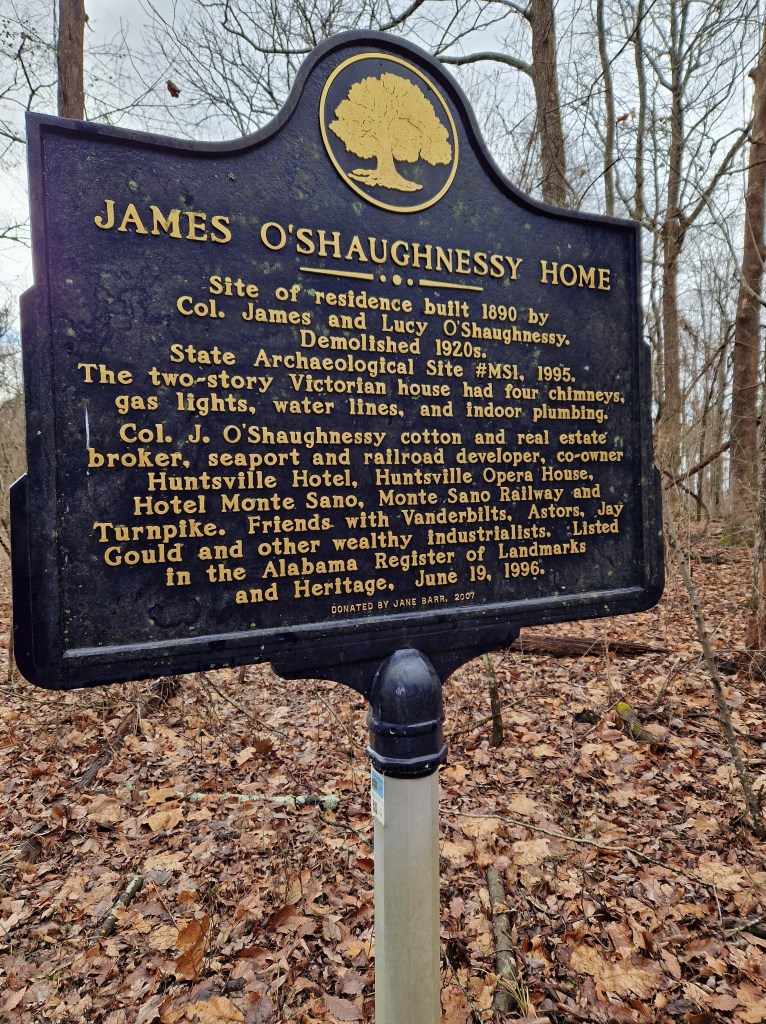 JAMES O'SHAUGHNESSY HOME
Site of residence built 1890 by
Col. James and Lucy O'Shaughnessy.
Demolished 1920s.
State Archaeological Site #MS1, 1995.
The two-story Victorian house had four chimneys,
gas lights, water lines, and indoor plumbing.
Col. J. O'Shaughnessy cotton and real estate
broker, seaport and railroad developer, co-owner
Huntsville Hotel, Huntsville Opera House,
Hotel Monte Sano, Monte Sano Railway and
Turnpike. Friends with Vanderbilts, Astors, Jay
Gould and other wealthy industrialists. Listed
in the Alabama Register of Landmarks
and Heritage, June 19, 1996.
DONATED BY JANE BARR, 2007